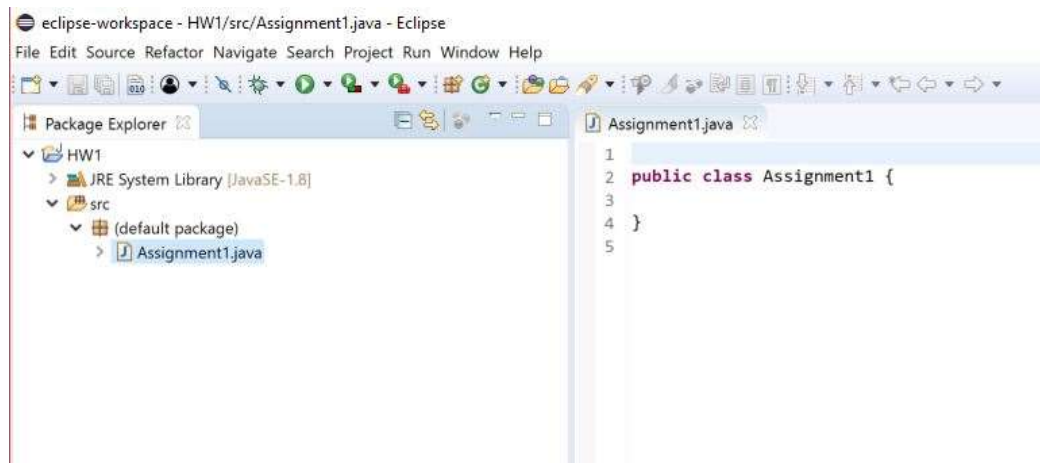 eclipse-workspace - HW1/src/Assignment1.java - Eclipse
File Edit Source Refactor Navigate Search Project Run Window Help
010
Package Explorer
HW1
JRE System Library [JavaSE-1.8]
src
(default package)
J Assignment1.java
J Assignment1.java
1
2 public class Assignment1 {
3
4 }
5